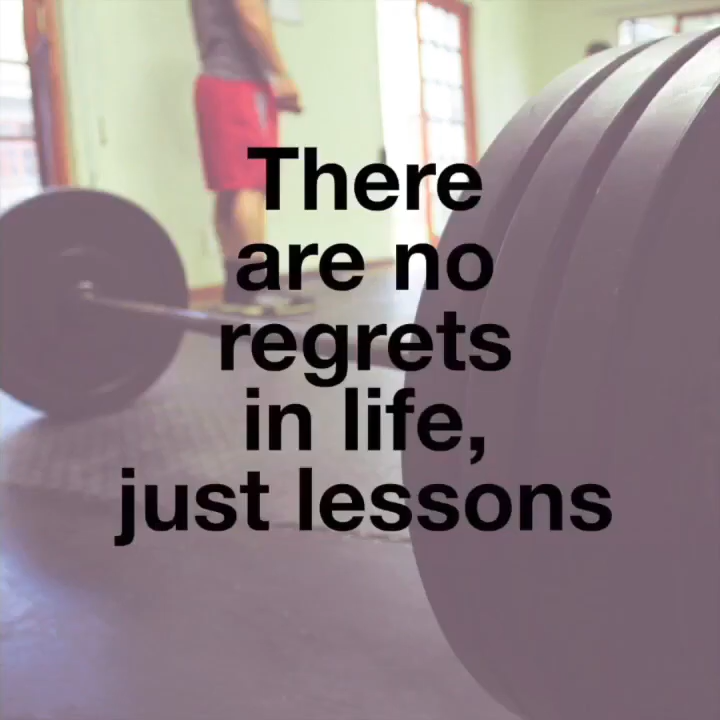 There
are no
regrets
in life,
just lessons